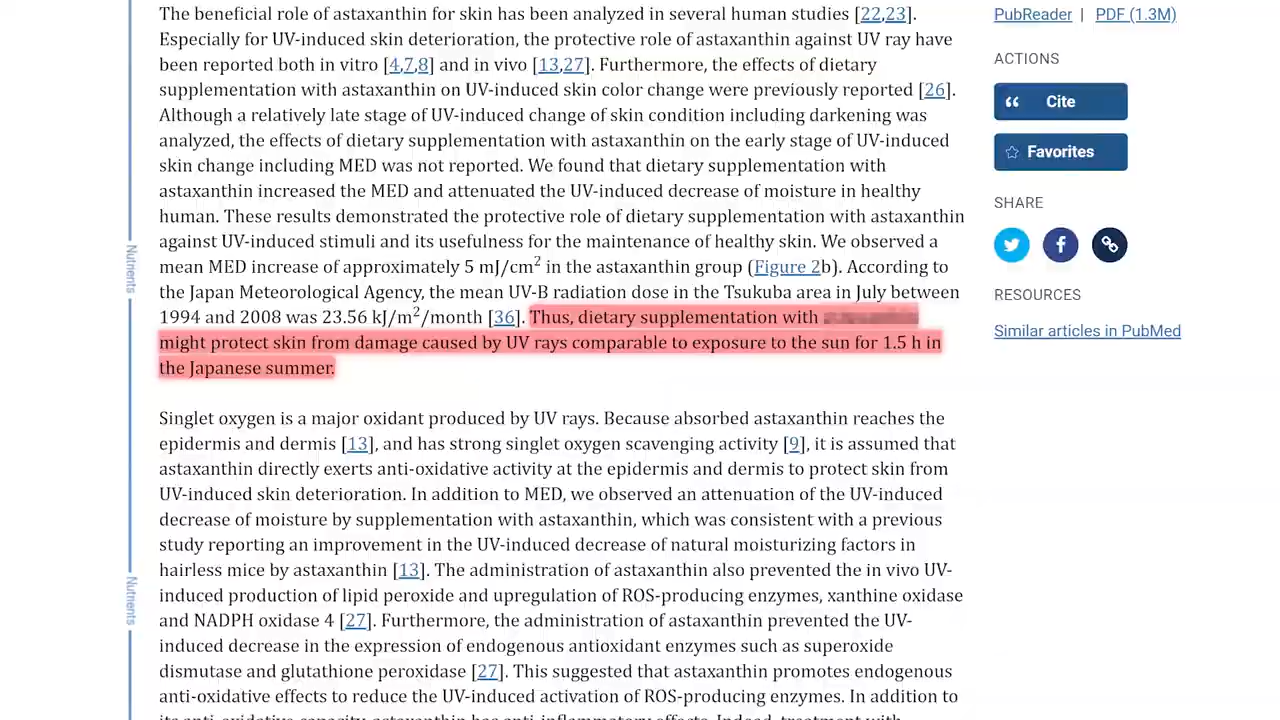 The beneficial role of astaxanthin for skin has been analyzed in several human studies [22,23].
Especially for UV-induced skin deterioration, the protective role of astaxanthin against UV ray have
been reported both in vitro [4,7,8] and in vivo [13,27]. Furthermore, the effects of dietary
supplementation with astaxanthin on UV-induced skin color change were previously reported [26].
Although a relatively late stage of UV-induced change of skin condition including darkening was
analyzed, the effects of dietary supplementation with astaxanthin on the early stage of UV-induced
skin change including MED was not reported. We found that dietary supplementation with
astaxanthin increased the MED and attenuated the UV-induced decrease of moisture in healthy
human. These results demonstrated the protective role of dietary supplementation with astaxanthin
against UV-induced stimuli and its usefulness for the maintenance of healthy skin. We observed a
mean MED increase of approximately 5 mJ/cm² in the astaxanthin group (Figure 2b). According to
the Japan Meteorological Agency, the mean UV-B radiation dose in the Tsukuba area in July between
1994 and 2008 was 23.56 kJ/m²/month [36]. Thus, dietary supplementation with
might protect skin from damage caused by UV rays comparable to exposure to the sun for 1.5 h in
the Japanese summer.
Singlet oxygen is a major oxidant produced by UV rays. Because absorbed astaxanthin reaches the
epidermis and dermis [13], and has strong singlet oxygen scavenging activity [9], it is assumed that
astaxanthin directly exerts anti-oxidative activity at the epidermis and dermis to protect skin from
UV-induced skin deterioration. In addition to MED, we observed an attenuation of the UV-induced
decrease of moisture by supplementation with astaxanthin, which was consistent with a previous
study reporting an improvement in the UV-induced decrease of natural moisturizing factors in
hairless mice by astaxanthin [13]. The administration of astaxanthin also prevented the in vivo UV-
induced production of lipid peroxide and upregulation of ROS-producing enzymes, xanthine oxidase
and NADPH oxidase 4 [27]. Furthermore, the administration of astaxanthin prevented the UV-
induced decrease in the expression of endogenous antioxidant enzymes such as superoxide
dismutase and glutathione peroxidase [27]. This suggested that astaxanthin promotes endogenous
anti-oxidative effects to reduce the UV-induced activation of ROS-producing enzymes. In addition to
its anti-oxidative capacity, astaxanthin has anti-inflammatory effects. Indeed, treatment with
Nutrients
Nutrients
PubReader | PDF (1.3M)
ACTIONS
Cite
Favorites
SHARE
RESOURCES
Similar articles in PubMed